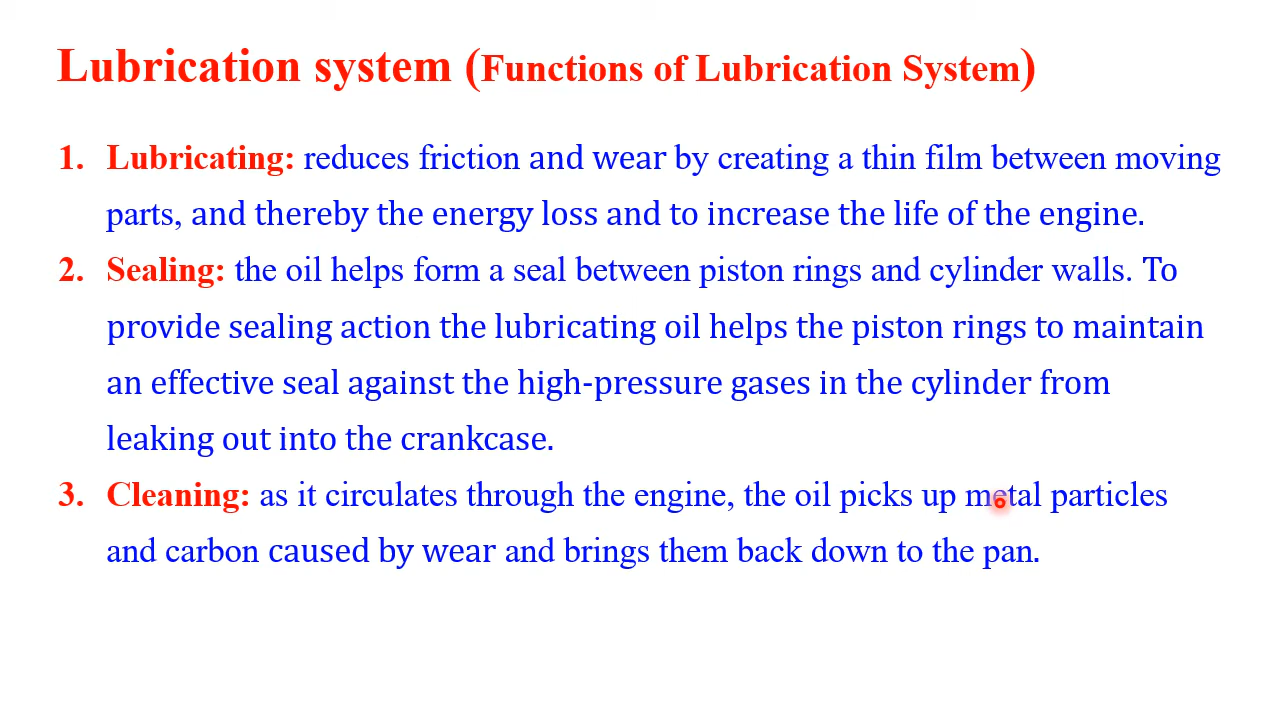 Lubrication system (Functions of Lubrication System)
1. Lubricating: reduces friction and wear by creating a thin film between moving
parts, and thereby the energy loss and to increase the life of the engine.
2. Sealing: the oil helps form a seal between piston rings and cylinder walls. To
provide sealing action the lubricating oil helps the piston rings to maintain
an effective seal against the high-pressure gases in the cylinder from
leaking out into the crankcase.
3. Cleaning: as it circulates through the engine, the oil picks up metal particles
and carbon caused by wear and brings them back down to the pan.